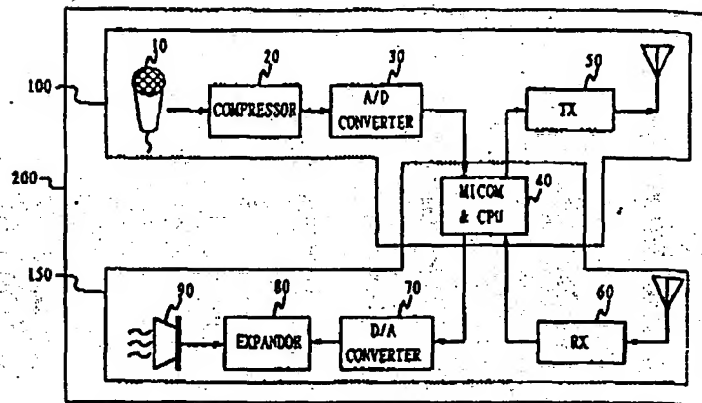 10
20
30
50
100
COMPRESSOR
A/D
CONVERTER
TX
200
MICOM
& CPU
40
150
90
80
70
60
EXPANDOR
D/A
CONVERTER
RX